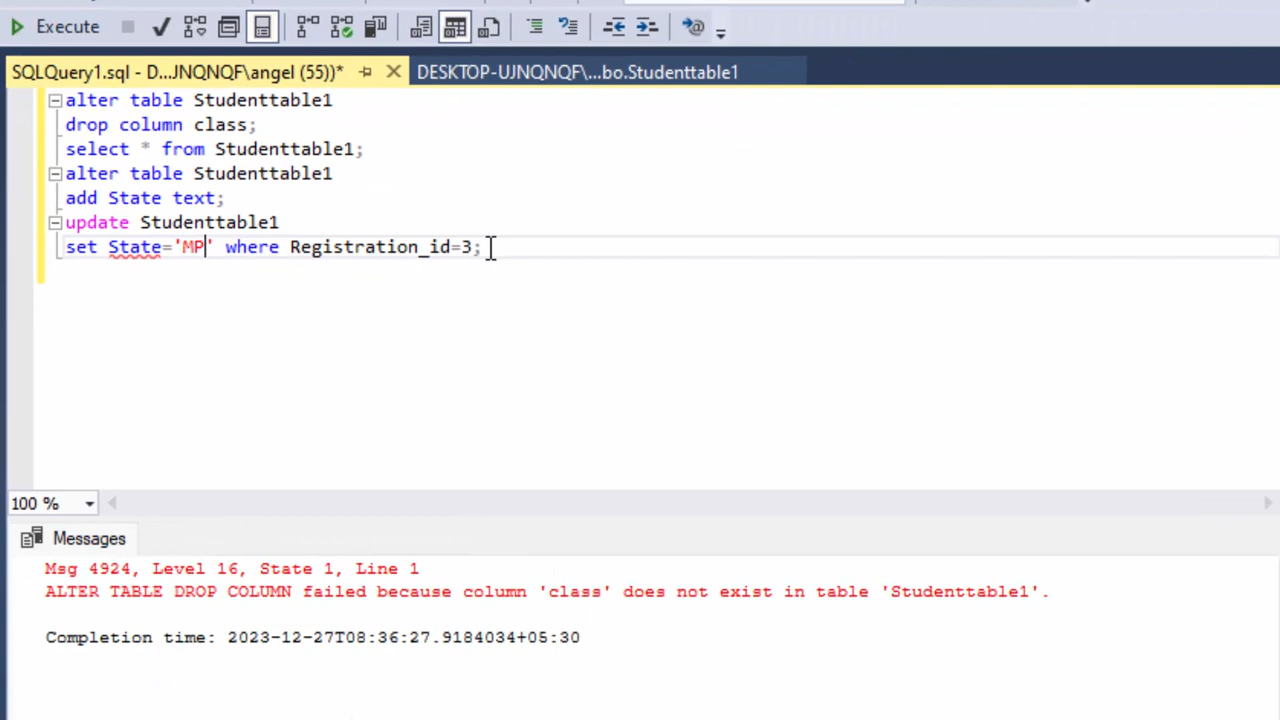 Execute
SQLQuery1.sql - D...JNQNQF\angel (55))*
DESKTOP-UJNQNQF\...bo.Studenttable1
alter table Studenttable1
drop column class;
select * from Studenttable1;
alter table Studenttable1
add State text;
update Studenttable1
set State='MP' where Registration_id=3;
100 %
Messages
Msg 4924, Level 16, State 1, Line 1
ALTER TABLE DROP COLUMN failed because column 'class' does not exist in table 'Studenttable1'.
Completion time: 2023-12-27T08:36:27.9184034+05:30